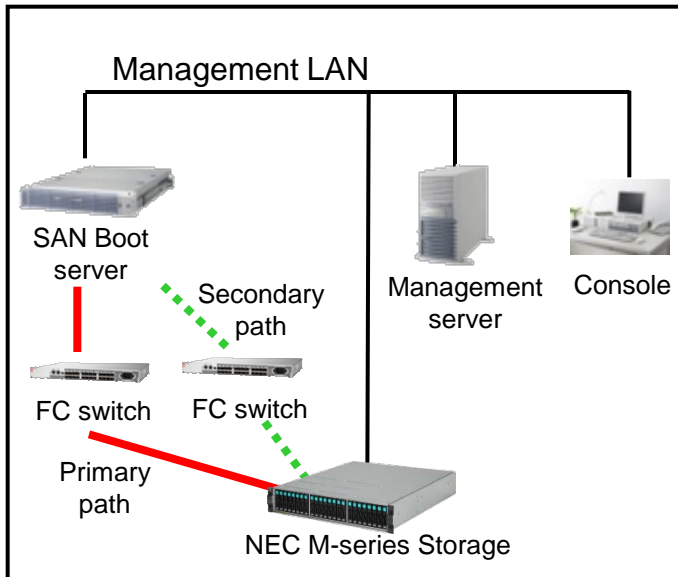 Management LAN
SAN Boot
server
Secondary
path
Management
server
Console
FC switch
FC switch
Primary
path
NEC M-series Storage